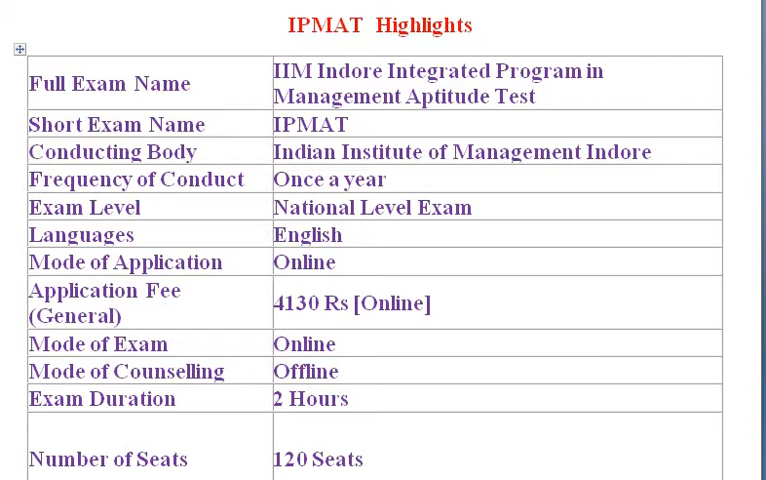 IPMAT Highlights
Full Exam Name
IIM Indore Integrated Program in
Management Aptitude Test
Short Exam Name
IPMAT
Conducting Body
Indian Institute of Management Indore
Frequency of Conduct
Once a year
Exam Level
National Level Exam
Languages
English
Mode of Application
Online
Application Fee
(General)
4130 Rs [Online]
Mode of Exam
Online
Mode of Counselling
Offline
Exam Duration
2 Hours
Number of Seats
120 Seats